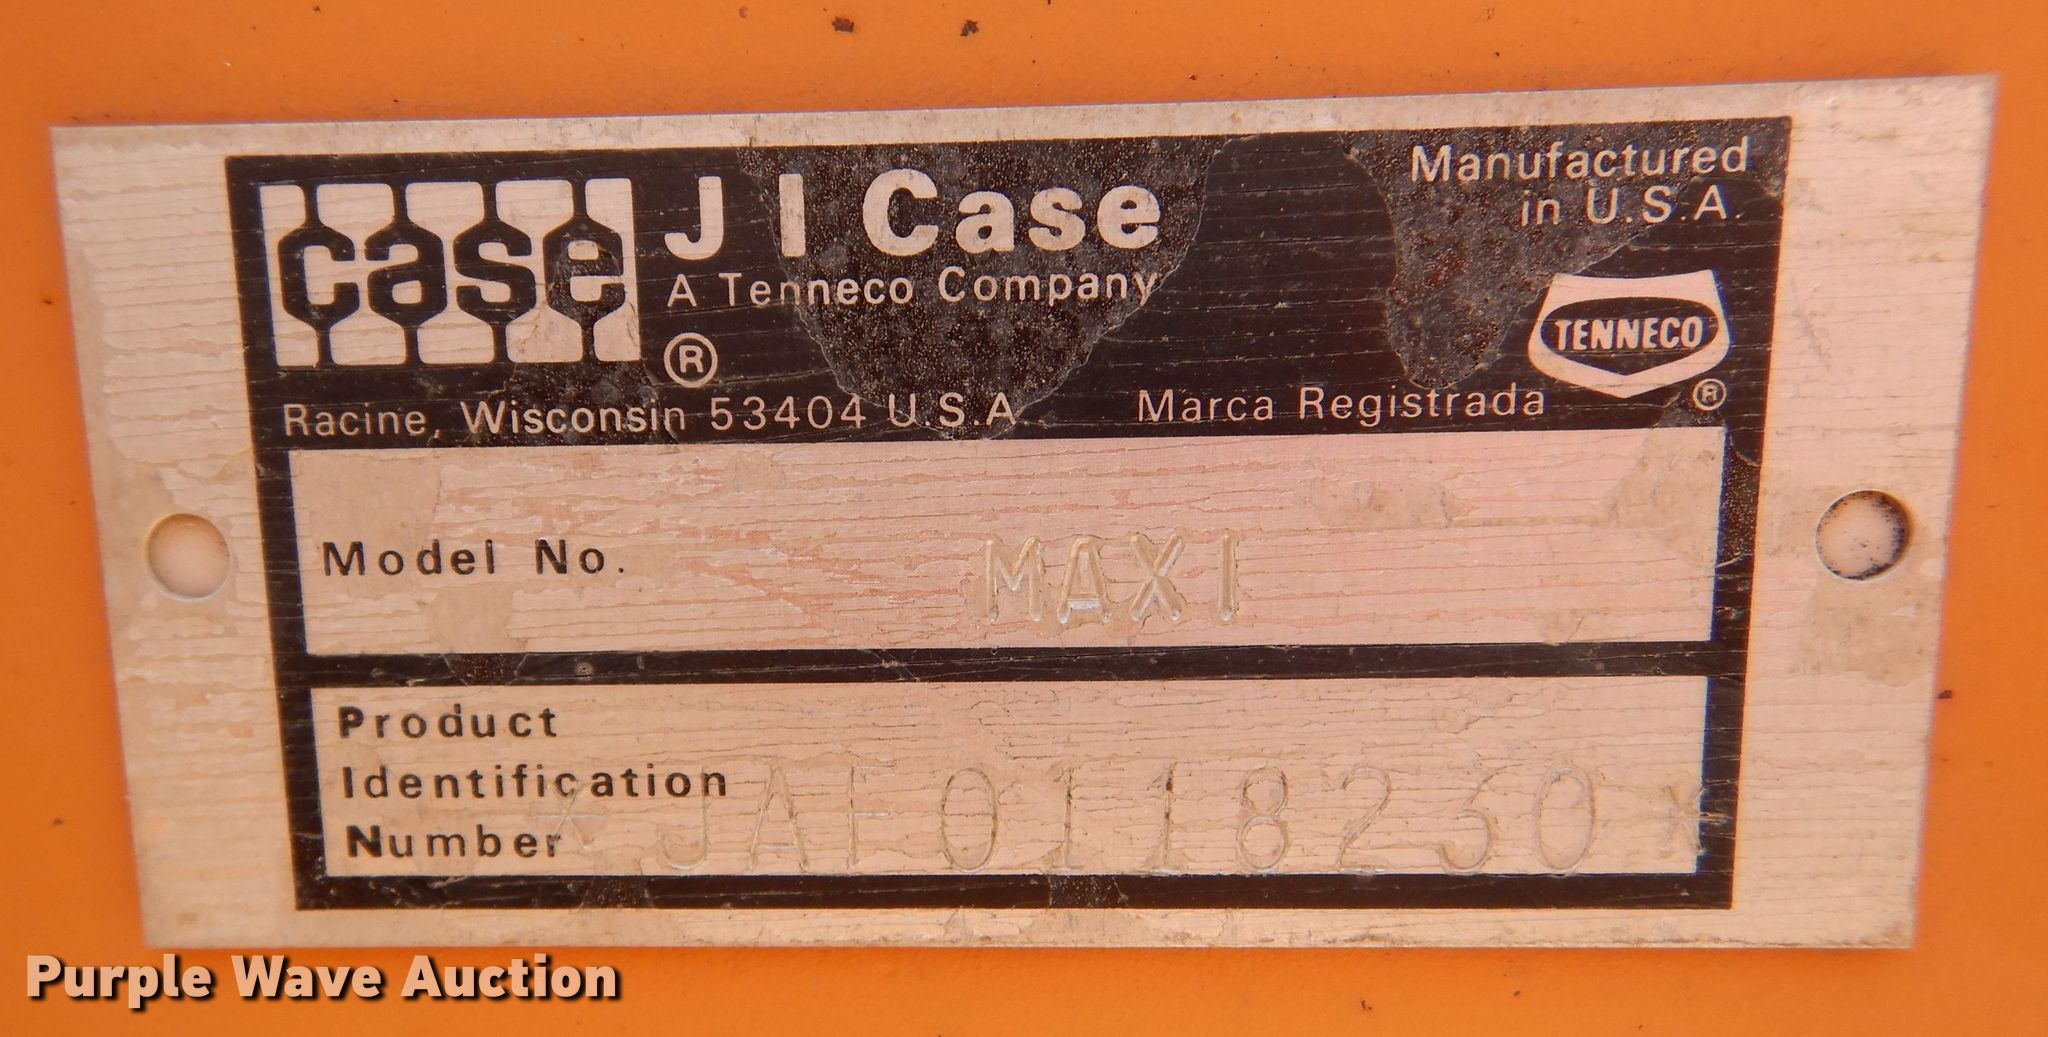 case
J I Case
A Tenneco Company
®
Manufactured
in U.S.A.
TENNECO
®
Racine, Wisconsin 53404 U.S.A.
Marca Registrada
Model No. MAXI
Product
Identification
Number *JAF0118230*
Purple Wave Auction